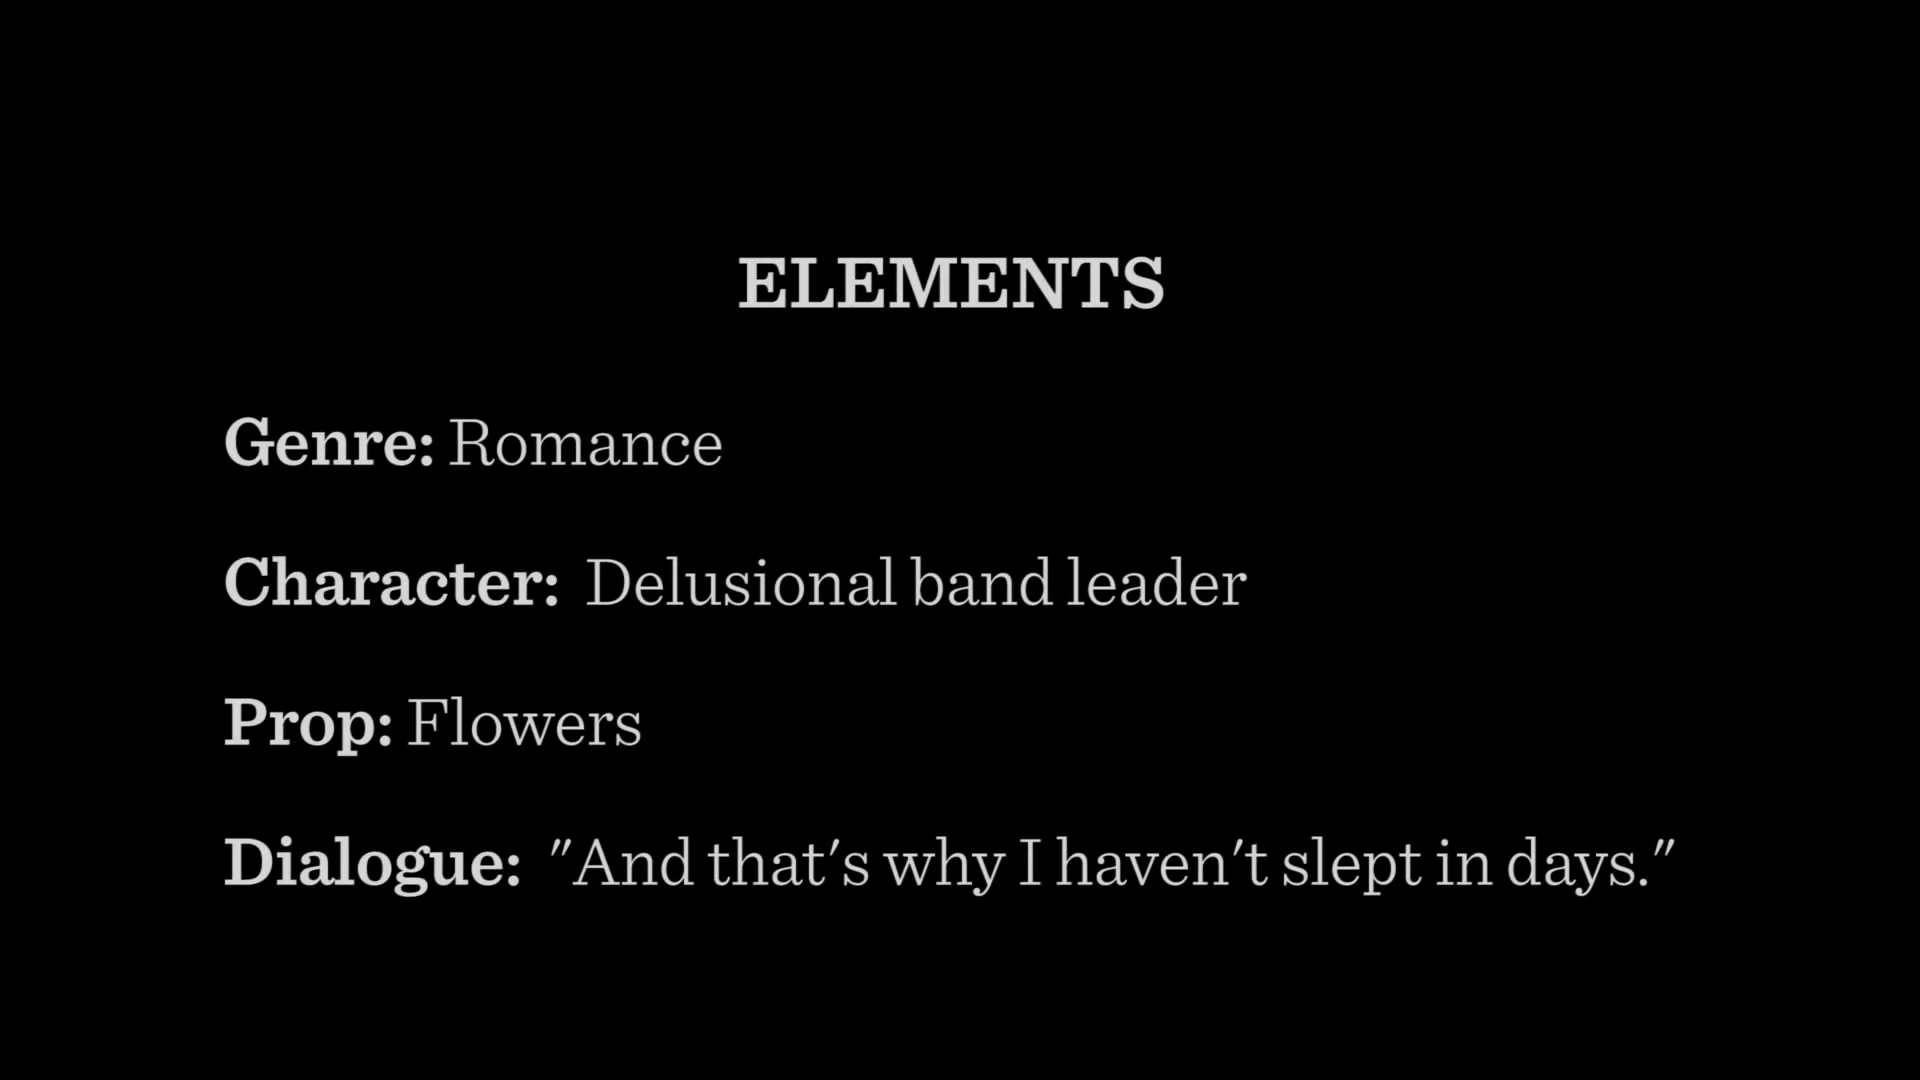 ELEMENTS
Genre: Romance
Character: Delusional band leader
Prop: Flowers
Dialogue: "And that's why I haven't slept in days."